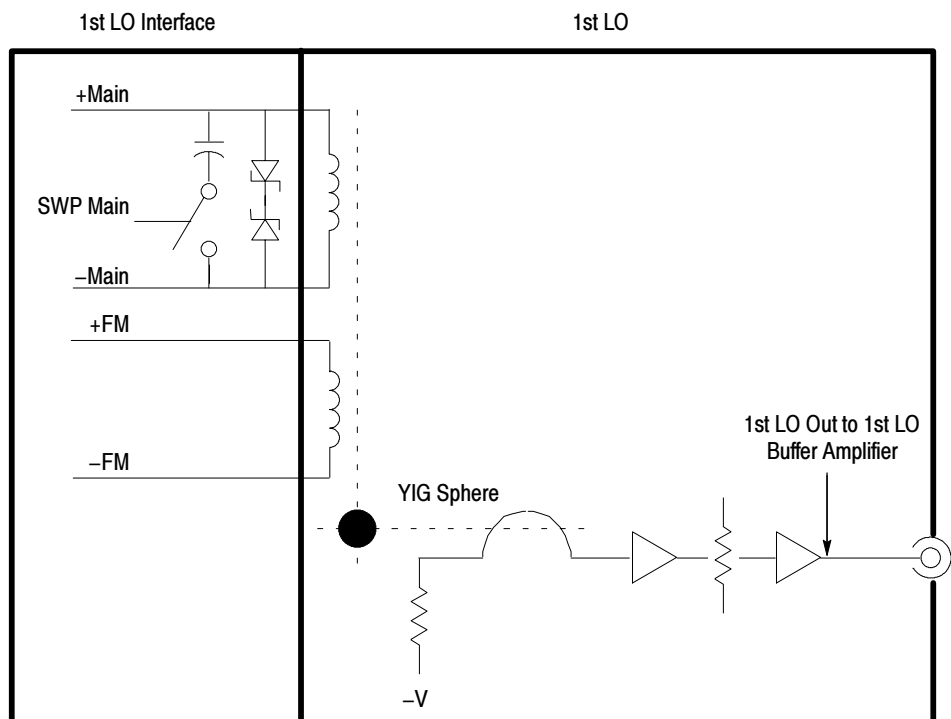 1st LO Interface
1st LO
+Main
SWP Main
–Main
+FM
–FM
1st LO Out to 1st LO
Buffer Amplifier
YIG Sphere
–V